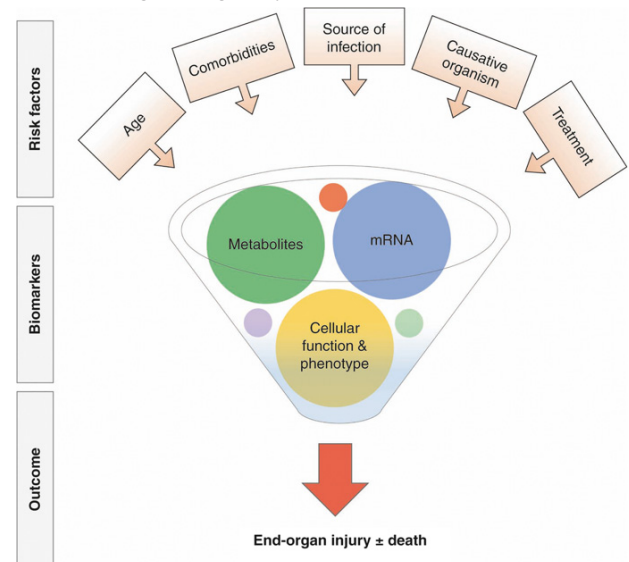 Risk factors
Age
Comorbidities
Source of
infection
Causative
organism
Treatment
Biomarkers
Metabolites
mRNA
Cellular
function &
phenotype
Outcome
End-organ injury ± death